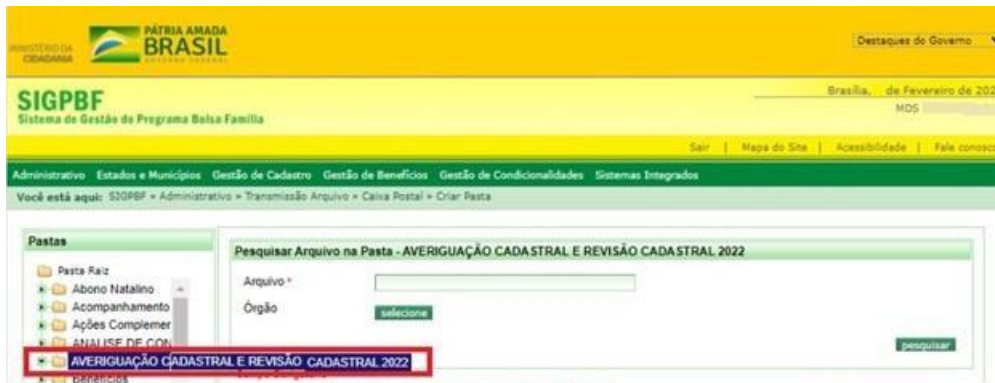 MINISTÉRIO DA
CIDADANIA
PÁTRIA AMADA
BRASIL
GOVERNO FEDERAL
Destaques do Governo
SIGPBF
Sistema de Gestão do Programa Bolsa Família
Brasília, de Fevereiro de 202
MDS
Sair | Mapa do Site | Acessibilidade | Fale conosco
Administrativo Estados e Municípios Gestão de Cadastro Gestão de Benefícios Gestão de Condicionalidades Sistemas Integrados
Você está aqui: SIGPBF » Administrativo » Transmissão Arquivo » Caixa Postal » Criar Pasta
Pastas
Pasta Raiz
Abono Natalino
Acompanhamento
Ações Complemer
ANALISE DE CON
AVERIGUAÇÃO CADASTRAL E REVISÃO CADASTRAL 2022
Benefícios
Pesquisar Arquivo na Pasta - AVERIGUAÇÃO CADASTRAL E REVISÃO CADASTRAL 2022
Arquivo *
Órgão selecione
pesquisar